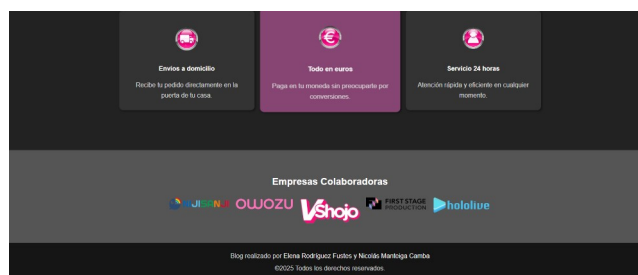 Envíos a domicilio
Recibe tu pedido directamente en la
puerta de tu casa.
Todo en euros
Paga en tu moneda sin preocuparte por
conversiones.
Servicio 24 horas
Atención rápida y eficiente en cualquier
momento.
Empresas Colaboradoras
NIJISANJI OWOZU VShojo FIRST STAGE PRODUCTION hololive
Blog realizado por Elena Rodríguez Fustes y Nicolás Manteiga Camba
©2025 Todos los derechos reservados.